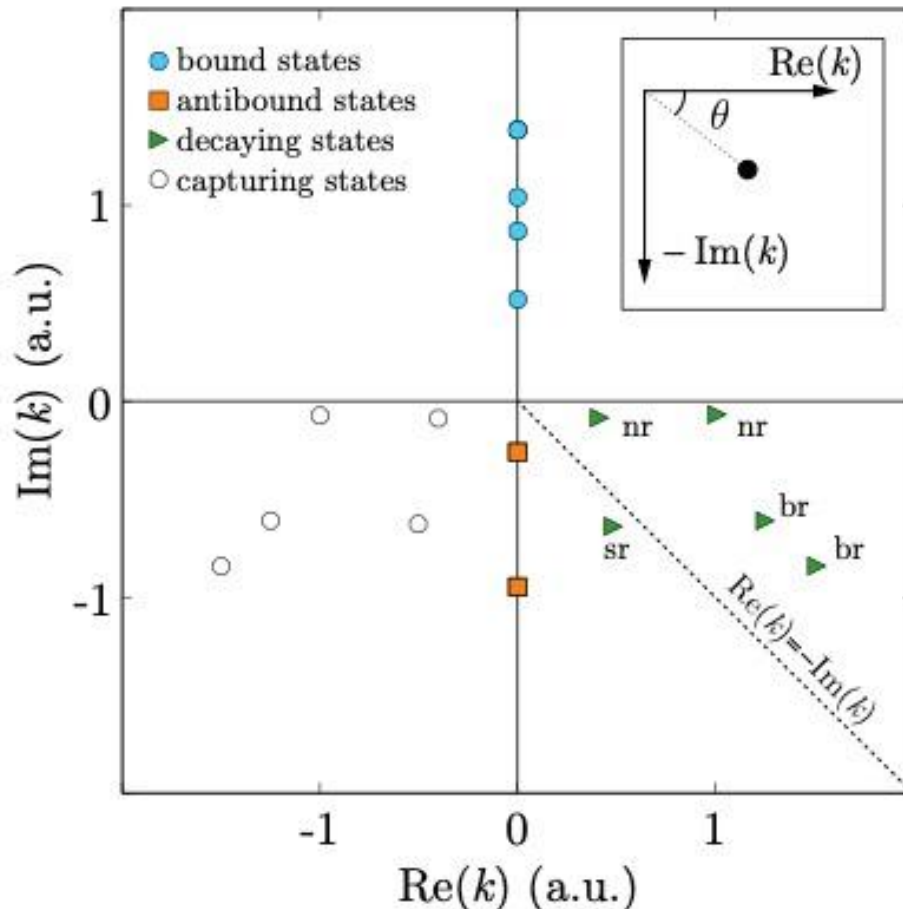 bound states
antibound states
decaying states
capturing states
Re(k)
θ
− Im(k)
1
0
-1
Im(k) (a.u.)
nr
nr
br
sr
br
Re(k)=−Im(k)
-1
0
1
Re(k) (a.u.)